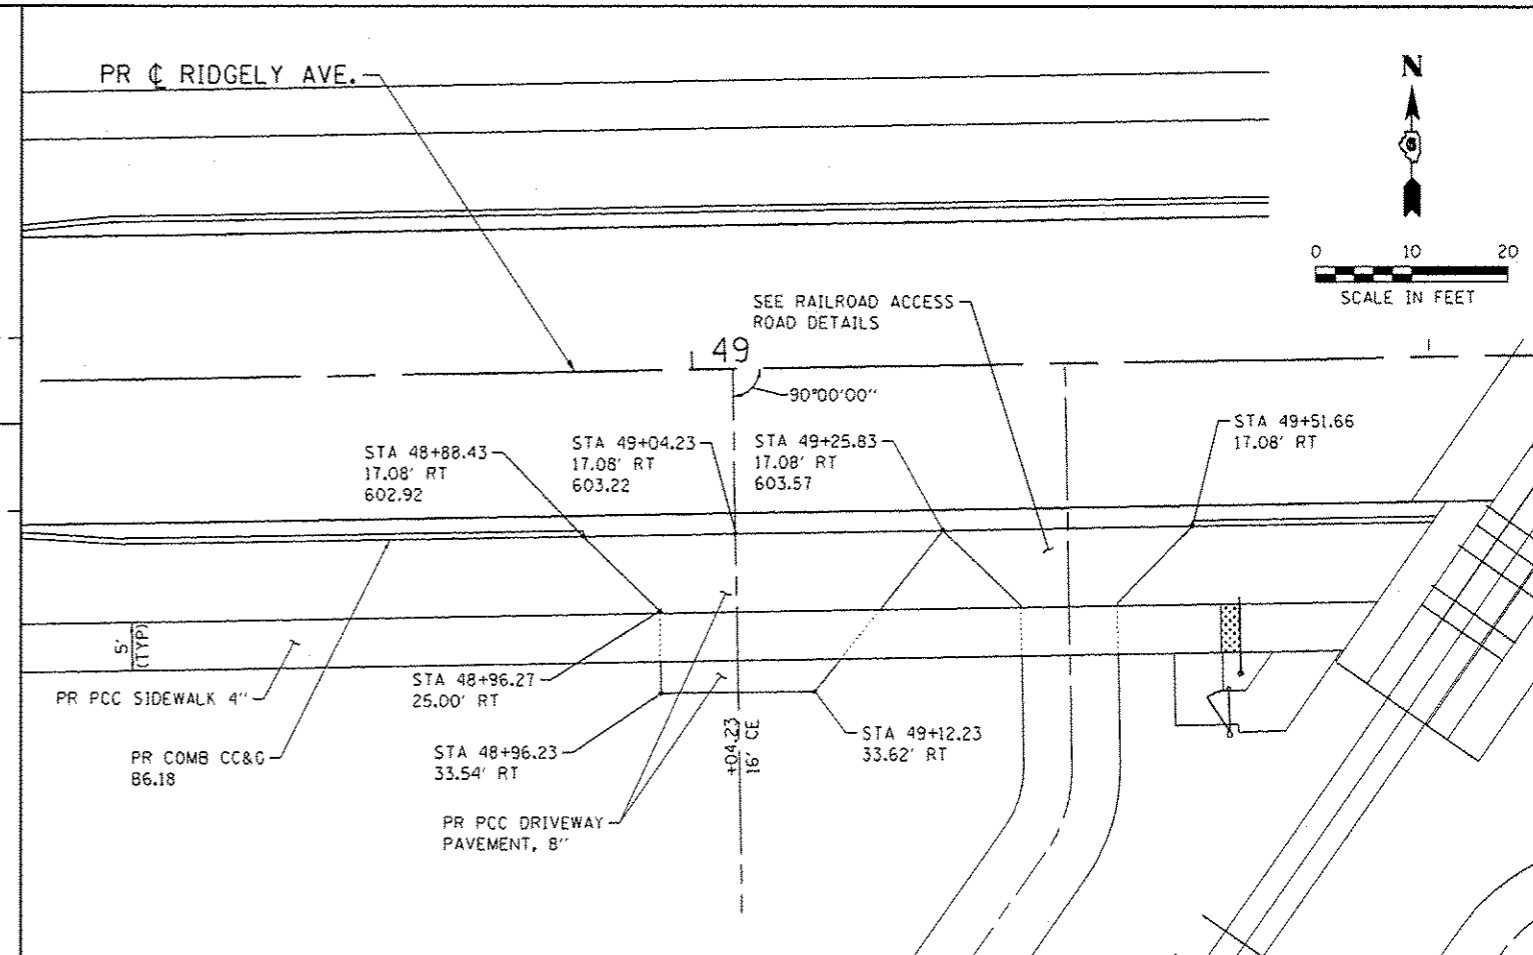 PR ℄ RIDGELY AVE.
N
0 10 20
SCALE IN FEET
SEE RAILROAD ACCESS
ROAD DETAILS
49
90°00'00"
STA 48+88.43
17.08' RT
602.92
STA 49+04.23
17.08' RT
603.22
STA 49+25.83
17.08' RT
603.57
STA 49+51.66
17.08' RT
5'
(TYP)
PR PCC SIDEWALK 4"
STA 48+96.27
25.00' RT
PR COMB CC&G
B6.18
STA 48+96.23
33.54' RT
+04.23
16' CE
STA 49+12.23
33.62' RT
PR PCC DRIVEWAY
PAVEMENT, 8"